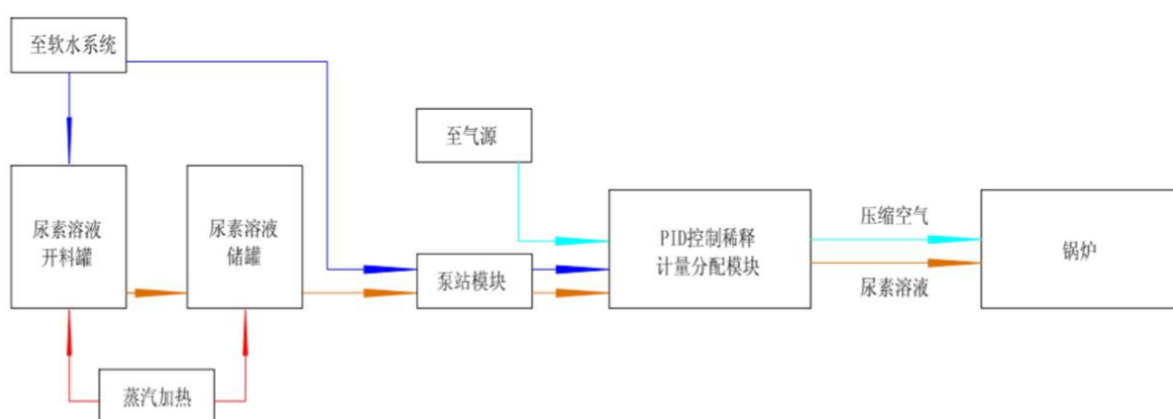 至软水系统
至气源
尿素溶液
开料罐
尿素溶液
储罐
泵站模块
PID控制稀释
计量分配模块
压缩空气
尿素溶液
锅炉
蒸汽加热